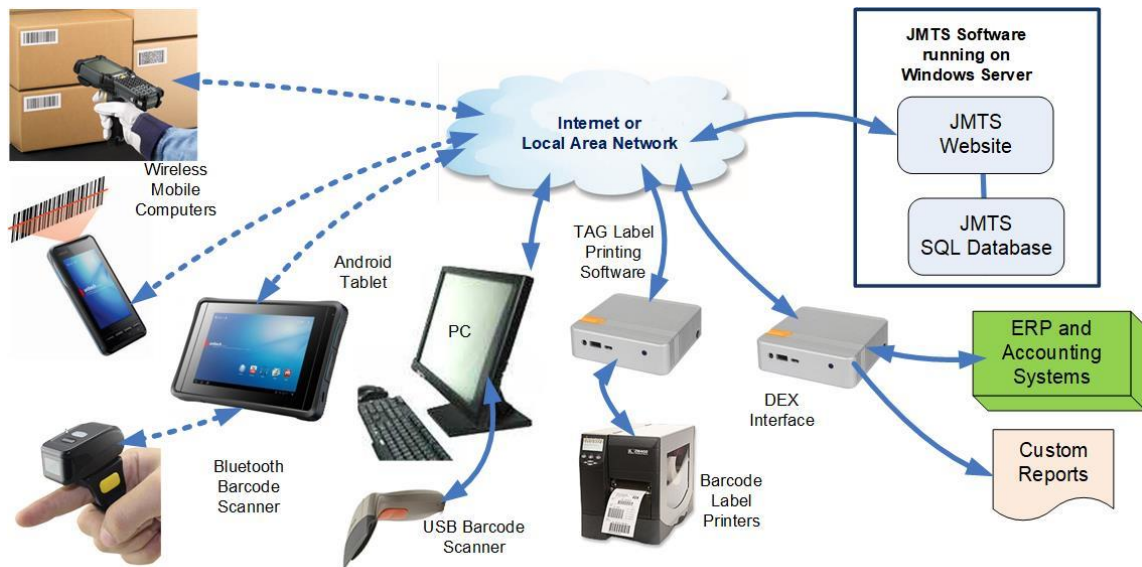 JMTS Software
running on
Windows Server
JMTS
Website
JMTS
SQL Database
Internet or
Local Area Network
Wireless
Mobile
Computers
Android
Tablet
TAG Label
Printing
Software
PC
DEX
Interface
ERP and
Accounting
Systems
Custom
Reports
Bluetooth
Barcode
Scanner
USB Barcode
Scanner
Barcode
Label
Printers